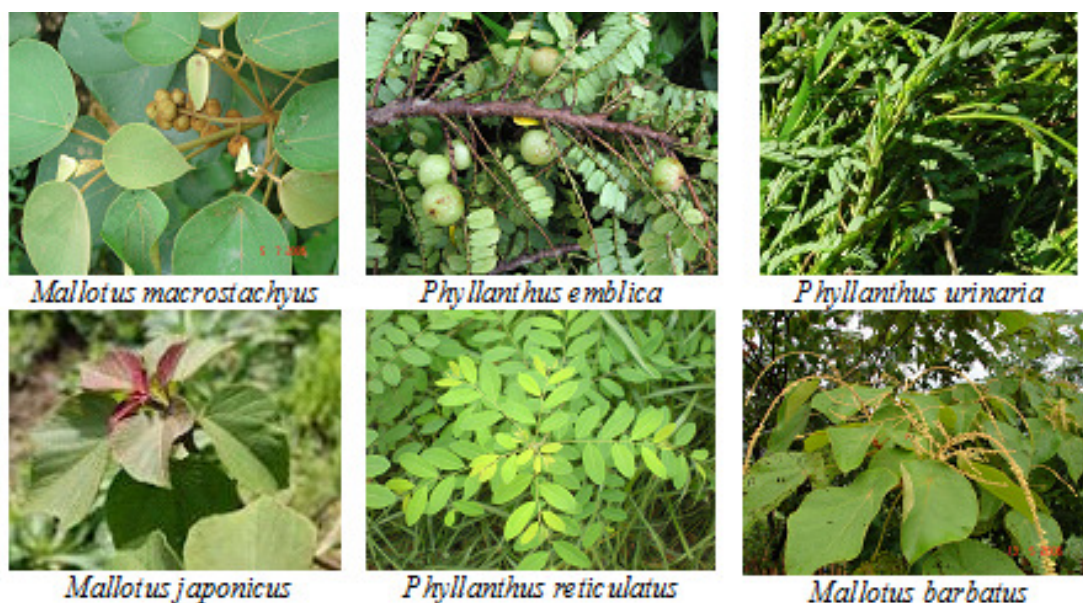 Mallotus macrostachyus
Phyllanthus emblica
Phyllanthus urinaria
Mallotus japonicus
Phyllanthus reticulatus
Mallotus barbatus